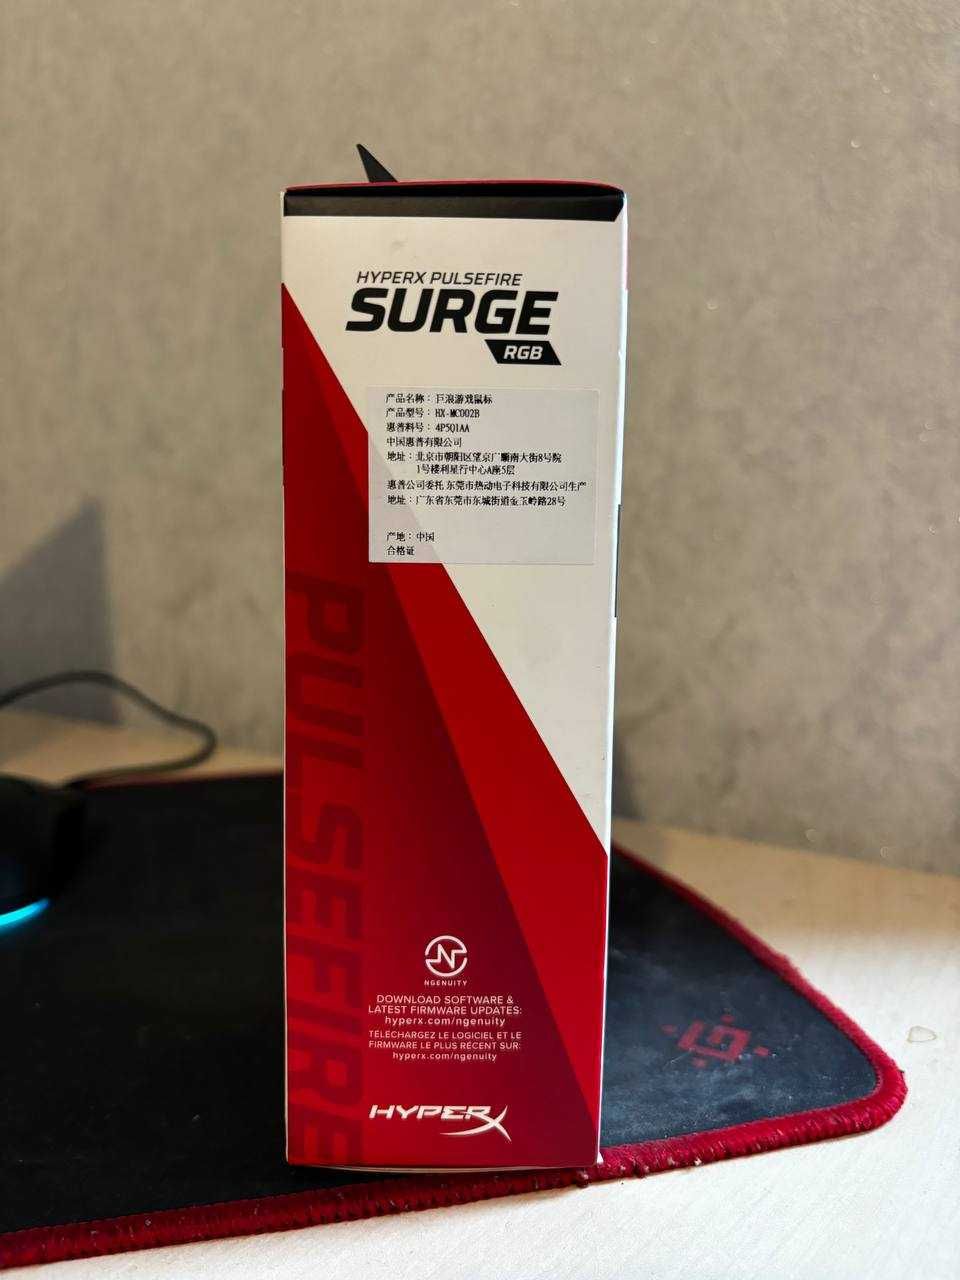 HYPERX PULSEFIRE
SURGE
RGB
产品名称：巨浪游戏鼠标
产品型号：HX-MC002B
惠普料号：4P5Q1AA
中国惠普有限公司
地址：北京市朝阳区望京广顺南大街8号院
1号楼利星行中心A座5层
惠普公司委托 东莞市热动电子科技有限公司生产
地址：广东省东莞市东城街道金玉岭路28号
产地：中国
合格证
PULSEFIRE
NGENUITY
DOWNLOAD SOFTWARE &
LATEST FIRMWARE UPDATES:
hyperx.com/ngenuity
TÉLÉCHARGEZ LE LOGICIEL ET LE
FIRMWARE LE PLUS RÉCENT SUR:
hyperx.com/ngenuity
HYPERX